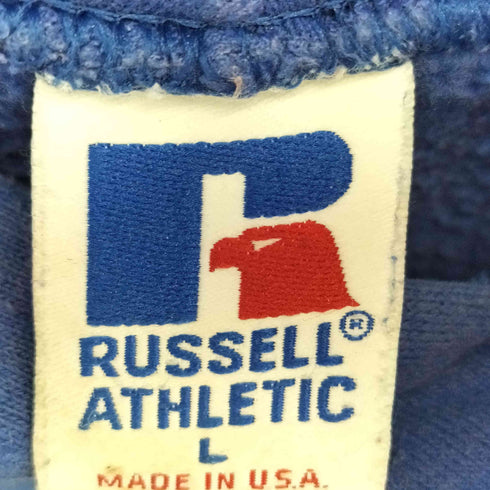 R
RUSSELL®
ATHLETIC
L
MADE IN U.S.A.